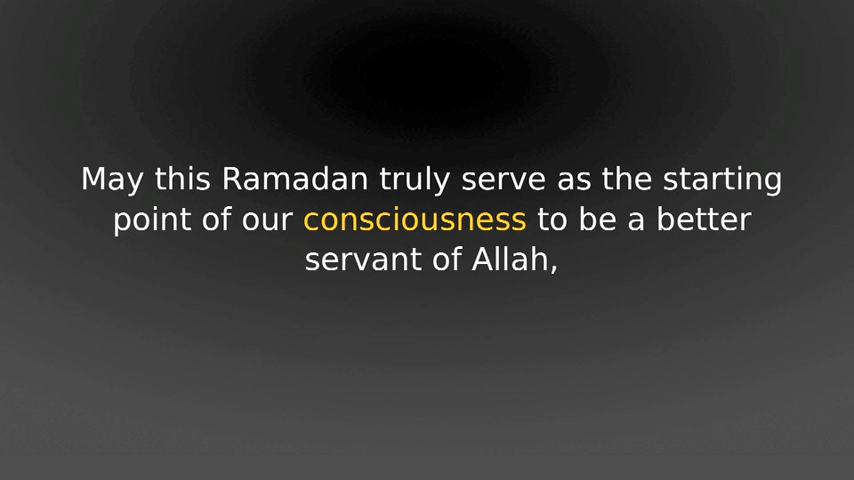 May this Ramadan truly serve as the starting
point of our consciousness to be a better
servant of Allah,